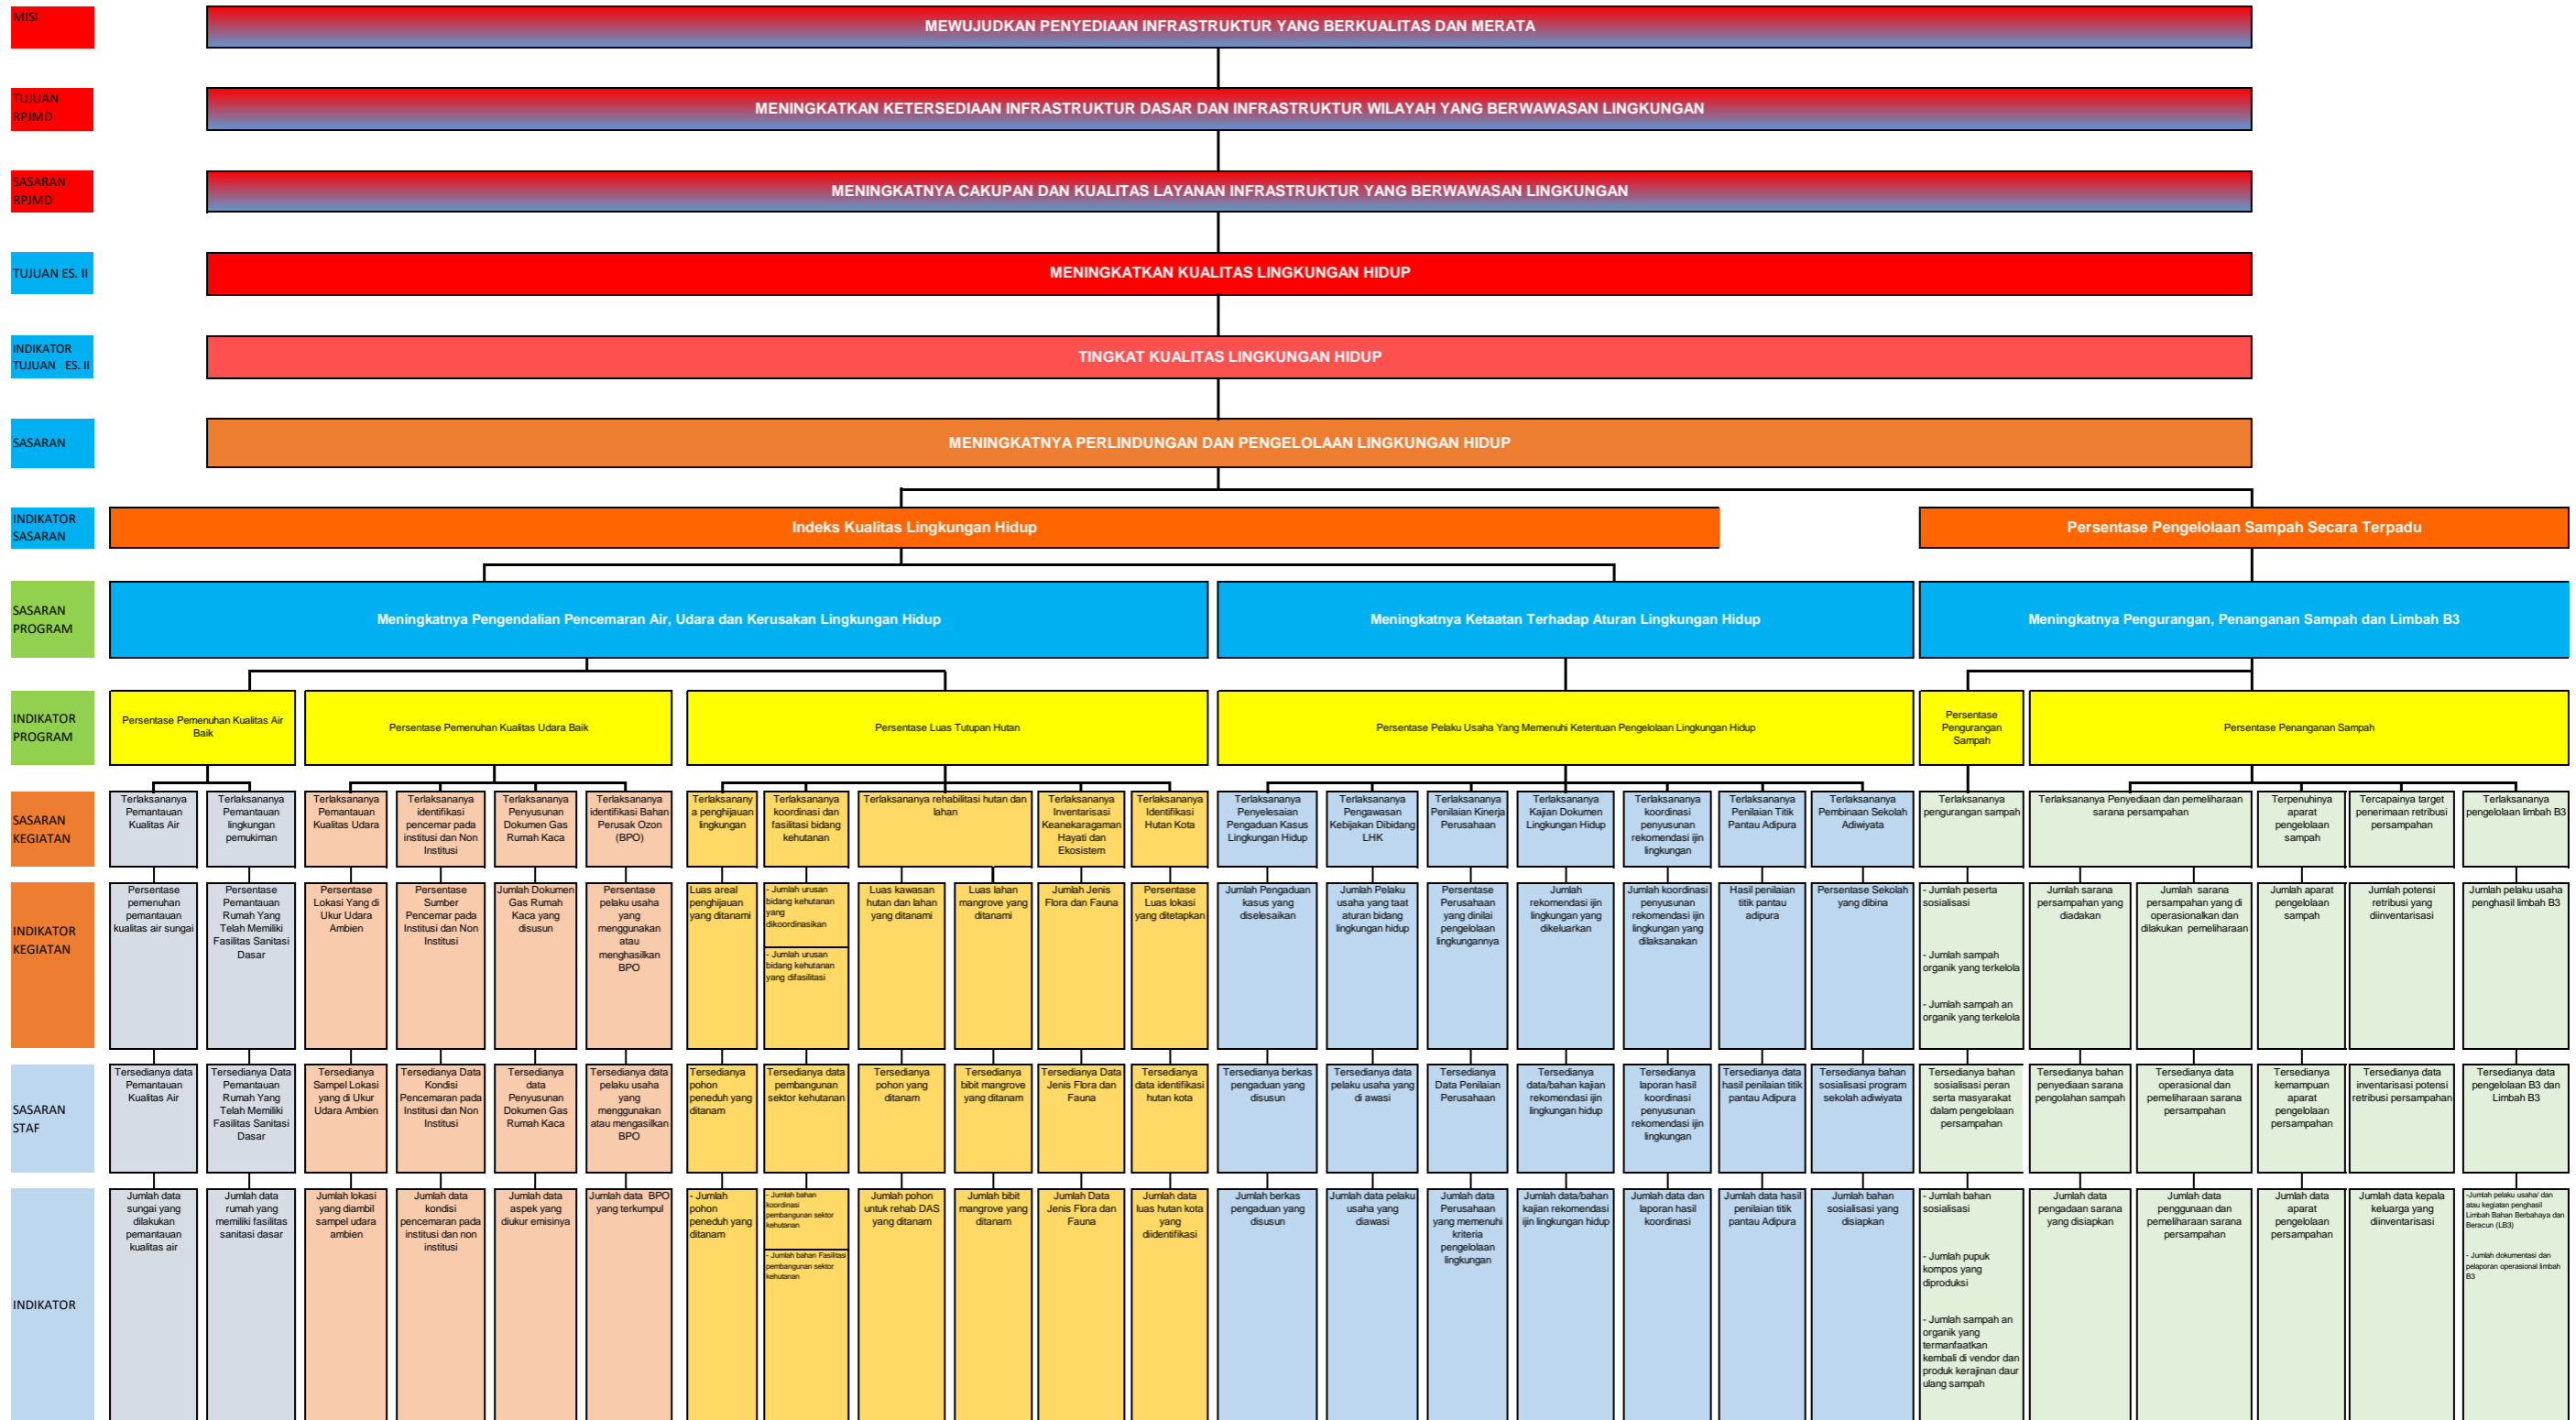 MISI
MEWUJUDKAN PENYEDIAAN INFRASTRUKTUR YANG BERKUALITAS DAN MERATA
TUJUAN
RPJMD
MENINGKATKAN KETERSEDIAAN INFRASTRUKTUR DASAR DAN INFRASTRUKTUR WILAYAH YANG BERWAWASAN LINGKUNGAN
SASARAN
RPJMD
MENINGKATNYA CAKUPAN DAN KUALITAS LAYANAN INFRASTRUKTUR YANG BERWAWASAN LINGKUNGAN
TUJUAN ES. II
MENINGKATKAN KUALITAS LINGKUNGAN HIDUP
INDIKATOR
TUJUAN ES. II
TINGKAT KUALITAS LINGKUNGAN HIDUP
SASARAN
MENINGKATNYA PERLINDUNGAN DAN PENGELOLAAN LINGKUNGAN HIDUP
INDIKATOR
SASARAN
Indeks Kualitas Lingkungan Hidup
Persentase Pengelolaan Sampah Secara Terpadu
SASARAN
PROGRAM
Meningkatnya Pengendalian Pencemaran Air, Udara dan Kerusakan Lingkungan Hidup
Meningkatnya Ketaatan Terhadap Aturan Lingkungan Hidup
Meningkatnya Pengurangan, Penanganan Sampah dan Limbah B3
INDIKATOR
PROGRAM
Persentase Pemenuhan Kualitas Air
Baik
Persentase Pemenuhan Kualitas Udara Baik
Persentase Luas Tutupan Hutan
Persentase Pelaku Usaha Yang Memenuhi Ketentuan Pengelolaan Lingkungan Hidup
Persentase
Pengurangan
Sampah
Persentase Penanganan Sampah
SASARAN
KEGIATAN
Terlaksananya
Pemantauan
Kualitas Air
Terlaksananya
Pemantauan
lingkungan
pemukiman
Terlaksananya
Pemantauan
Kualitas Udara
Terlaksananya
identifikasi
pencemar pada
institusi dan Non
Institusi
Terlaksananya
Penyusunan
Dokumen Gas
Rumah Kaca
Terlaksananya
identifikasi Bahan
Perusak Ozon
(BPO)
Terlaksanany
a penghijauan
lingkungan
Terlaksananya
koordinasi dan
fasilitasi bidang
kehutanan
Terlaksananya rehabilitasi hutan dan
lahan
Terlaksananya
Inventarisasi
Keanekaragaman
Hayati dan
Ekosistem
Terlaksananya
Identifikasi
Hutan Kota
Terlaksananya
Penyelesaian
Pengaduan Kasus
Lingkungan Hidup
Terlaksananya
Pengawasan
Kebijakan Dibidang
LHK
Terlaksananya
Penilaian Kinerja
Perusahaan
Terlaksananya
Kajian Dokumen
Lingkungan Hidup
Terlaksananya
koordinasi
penyusunan
rekomendasi ijin
lingkungan
Terlaksananya
Penilaian Titik
Pantau Adipura
Terlaksananya
Pembinaan Sekolah
Adiwiyata
Terlaksananya
pengurangan sampah
Terlaksananya Penyediaan dan pemeliharaan
sarana persampahan
Terpenuhinya
aparat
pengelolaan
sampah
Tercapainya target
penerimaan retribusi
persampahan
Terlaksananya
pengelolaan limbah B3
INDIKATOR
KEGIATAN
Persentase
pemenuhan
pemantauan
kualitas air sungai
Persentase
Pemantauan
Rumah Yang
Telah Memiliki
Fasilitas Sanitasi
Dasar
Persentase
Lokasi Yang di
Ukur Udara
Ambien
Persentase
Sumber
Pencemar pada
Institusi dan Non
Institusi
Jumlah Dokumen
Gas Rumah
Kaca yang
disusun
Persentase
pelaku usaha
yang
menggunakan
atau
menghasilkan
BPO
Luas areal
penghijauan
yang ditanami
- Jumlah urusan
bidang kehutanan
yang
dikoordinasikan
- Jumlah urusan
bidang kehutanan
yang difasilitasi
Luas kawasan
hutan dan lahan
yang ditanami
Luas lahan
mangrove yang
ditanami
Jumlah Jenis
Flora dan Fauna
Persentase
Luas lokasi
yang ditetapkan
Jumlah Pengaduan
kasus yang
diselesaikan
Jumlah Pelaku
usaha yang taat
aturan bidang
lingkungan hidup
Persentase
Perusahaan
yang dinilai
pengelolaan
lingkungannya
Jumlah
rekomendasi ijin
lingkungan yang
dikeluarkan
Jumlah koordinasi
penyusunan
rekomendasi ijin
lingkungan yang
dilaksanakan
Hasil penilaian
titik pantau
adipura
Persentase Sekolah
yang dibina
- Jumlah peserta
sosialisasi
- Jumlah sampah
organik yang terkelola
- Jumlah sampah an
organik yang terkelola
Jumlah sarana
persampahan yang
diadakan
Jumlah sarana
persampahan yang di
operasionalkan dan
dilakukan pemeliharaan
Jumlah aparat
pengelolaan
sampah
Jumlah potensi
retribusi yang
diinventarisasi
Jumlah pelaku usaha
penghasil limbah B3
SASARAN
STAF
Tersedianya data
Pemantauan
Kualitas Air
Tersedianya Data
Pemantauan
Rumah Yang
Telah Memiliki
Fasilitas Sanitasi
Dasar
Tersedianya
Sampel Lokasi
yang di Ukur
Udara Ambien
Tersedianya Data
Kondisi
Pencemaran pada
Institusi dan Non
Institusi
Tersedianya
data
Penyusunan
Dokumen Gas
Rumah Kaca
Tersedianya data
pelaku usaha
yang
menggunakan
atau mengasilkan
BPO
Tersedianya
pohon
peneduh yang
ditanam
Tersedianya data
pembangunan
sektor kehutanan
Tersedianya
pohon yang
ditanam
Tersedianya
bibit mangrove
yang ditanam
Tersedianya Data
Jenis Flora dan
Fauna
Tersedianya
data identifikasi
hutan kota
Tersedianya berkas
pengaduan yang
disusun
Tersedianya data
pelaku usaha yang
di awasi
Tersedianya
Data Penilaian
Perusahaan
Tersedianya
data/bahan kajian
rekomendasi ijin
lingkungan hidup
Tersedianya
laporan hasil
koordinasi
penyusunan
rekomendasi ijin
lingkungan
Tersedianya data
hasil penilaian titik
pantau Adipura
Tersedianya bahan
sosialisasi program
sekolah adiwiyata
Tersedianya bahan
sosialisasi peran
serta masyarakat
dalam pengelolaan
persampahan
Tersedianya bahan
penyediaan sarana
pengolahan sampah
Tersedianya data
operasional dan
pemeliharaan sarana
persampahan
Tersedianya
kemampuan
aparat
pengelolaan
persampahan
Tersedianya data
inventarisasi potensi
retribusi persampahan
Tersedianya data
pengelolaan B3 dan
Limbah B3
INDIKATOR
Jumlah data
sungai yang
dilakukan
pemantauan
kualitas air
Jumlah data
rumah yang
memiliki fasilitas
sanitasi dasar
Jumlah lokasi
yang diambil
sampel udara
ambien
Jumlah data
kondisi
pencemaran pada
institusi dan non
institusi
Jumlah data
aspek yang
diukur emisinya
Jumlah data BPO
yang terkumpul
- Jumlah
pohon
peneduh yang
ditanam
- Jumlah bahan
koordinasi
pembangunan sektor
kehutanan
- Jumlah bahan Fasilitasi
pembangunan sektor
kehutanan
Jumlah pohon
untuk rehab DAS
yang ditanam
Jumlah bibit
mangrove yang
ditanam
Jumlah Data
Jenis Flora dan
Fauna
Jumlah data
luas hutan kota
yang
diidentifikasi
Jumlah berkas
pengaduan yang
disusun
Jumlah data pelaku
usaha yang
diawasi
Jumlah data
Perusahaan
yang memenuhi
kriteria
pengelolaan
lingkungan
Jumlah data/bahan
kajian rekomendasi
ijin lingkungan hidup
Jumlah data dan
laporan hasil
koordinasi
Jumlah data hasil
penilaian titik
pantau Adipura
Jumlah bahan
sosialisasi yang
disiapkan
- Jumlah bahan
sosialisasi
- Jumlah pupuk
kompos yang
diproduksi
- Jumlah sampah an
organik yang
termanfaatkan
kembali di vendor dan
produk kerajinan daur
ulang sampah
Jumlah data
pengadaan sarana
yang disiapkan
Jumlah data
penggunaan dan
pemeliharaan sarana
persampahan
Jumlah data
aparat
pengelolaan
persampahan
Jumlah data kepala
keluarga yang
diinventarisasi
-Jumlah pelaku usaha/ dan
atau kegiatan penghasil
Limbah Bahan Berbahaya dan
Beracun (LB3)
- Jumlah dokumentasi dan
pelaporan operasional limbah
B3